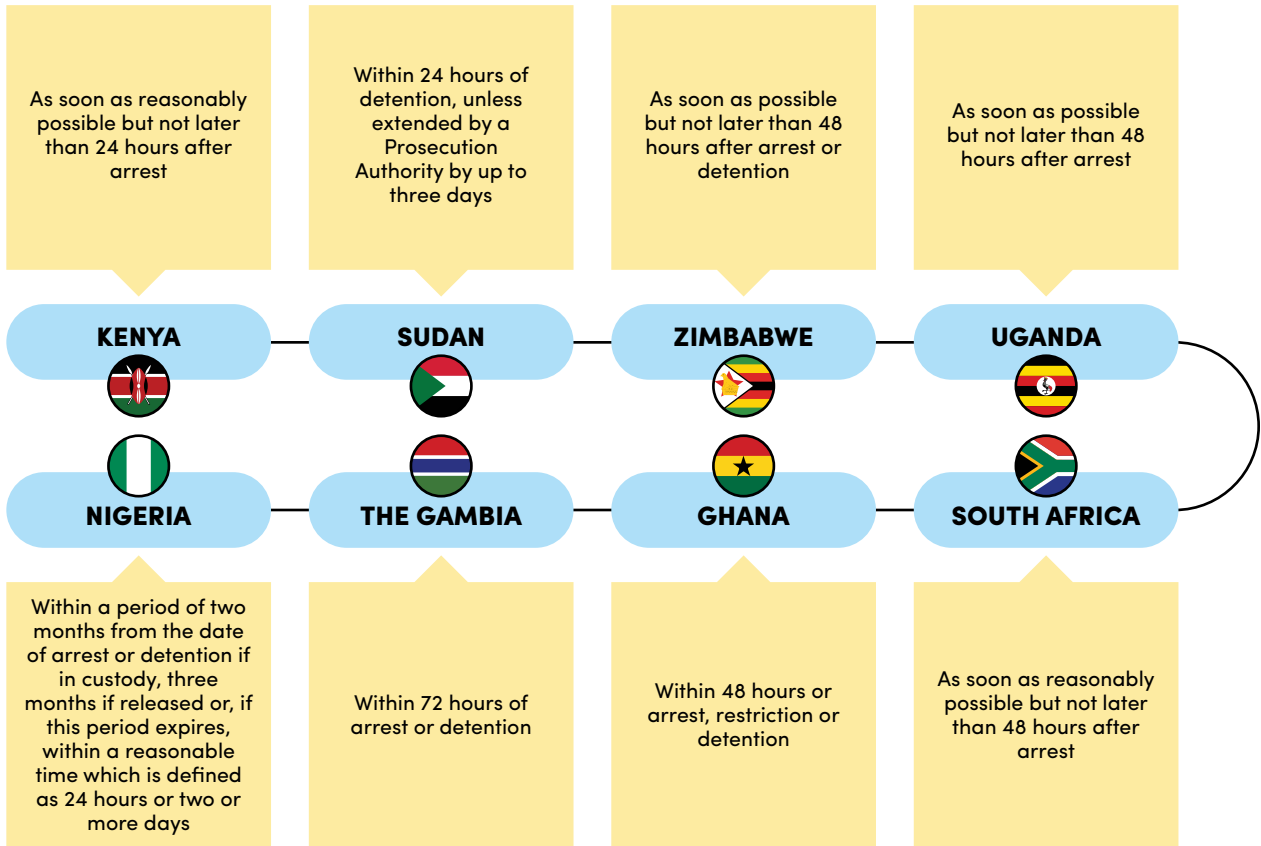 As soon as reasonably
possible but not later
than 24 hours after
arrest
Within 24 hours of
detention, unless
extended by a
Prosecution
Authority by up to
three days
As soon as possible
but not later than 48
hours after arrest or
detention
As soon as possible
but not later than 48
hours after arrest
KENYA
SUDAN
ZIMBABWE
UGANDA
NIGERIA
THE GAMBIA
GHANA
SOUTH AFRICA
Within a period of two
months from the date
of arrest or detention if
in custody, three
months if released or, if
this period expires,
within a reasonable
time which is defined
as 24 hours or two or
more days
Within 72 hours of
arrest or detention
Within 48 hours or
arrest, restriction or
detention
As soon as reasonably
possible but not later
than 48 hours after
arrest